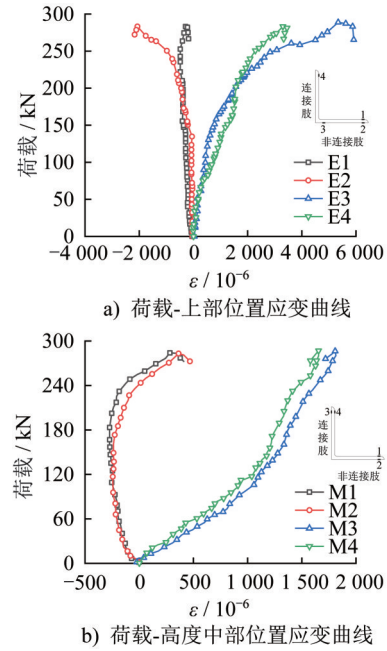 300
250
200
150
100
50
0
荷载 / kN
4
连接肢
1
3 2
非连接肢
E1
E2
E3
E4
-4 000 -2 000 0 2 000 4 000 6 000
ε / 10⁻⁶
a) 荷载-上部位置应变曲线
300
240
180
120
60
0
荷载 / kN
3 4
连接肢
1
2
非连接肢
M1
M2
M3
M4
-500 0 500 1 000 1 500 2 000
ε / 10⁻⁶
b) 荷载-高度中部位置应变曲线